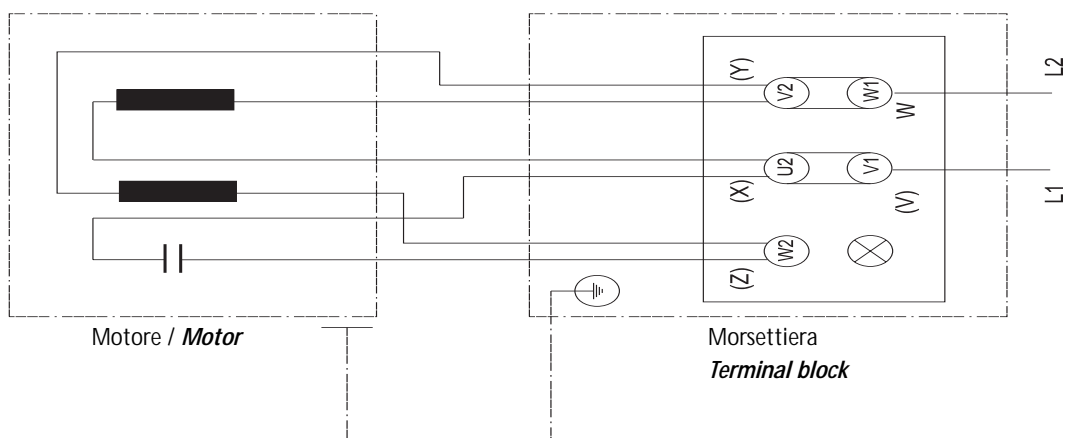 (Y)
V2
W1
W
L2
U2
V1
(X)
(V)
L1
W2
(Z)
Motore / Motor
Morsettiera
Terminal block